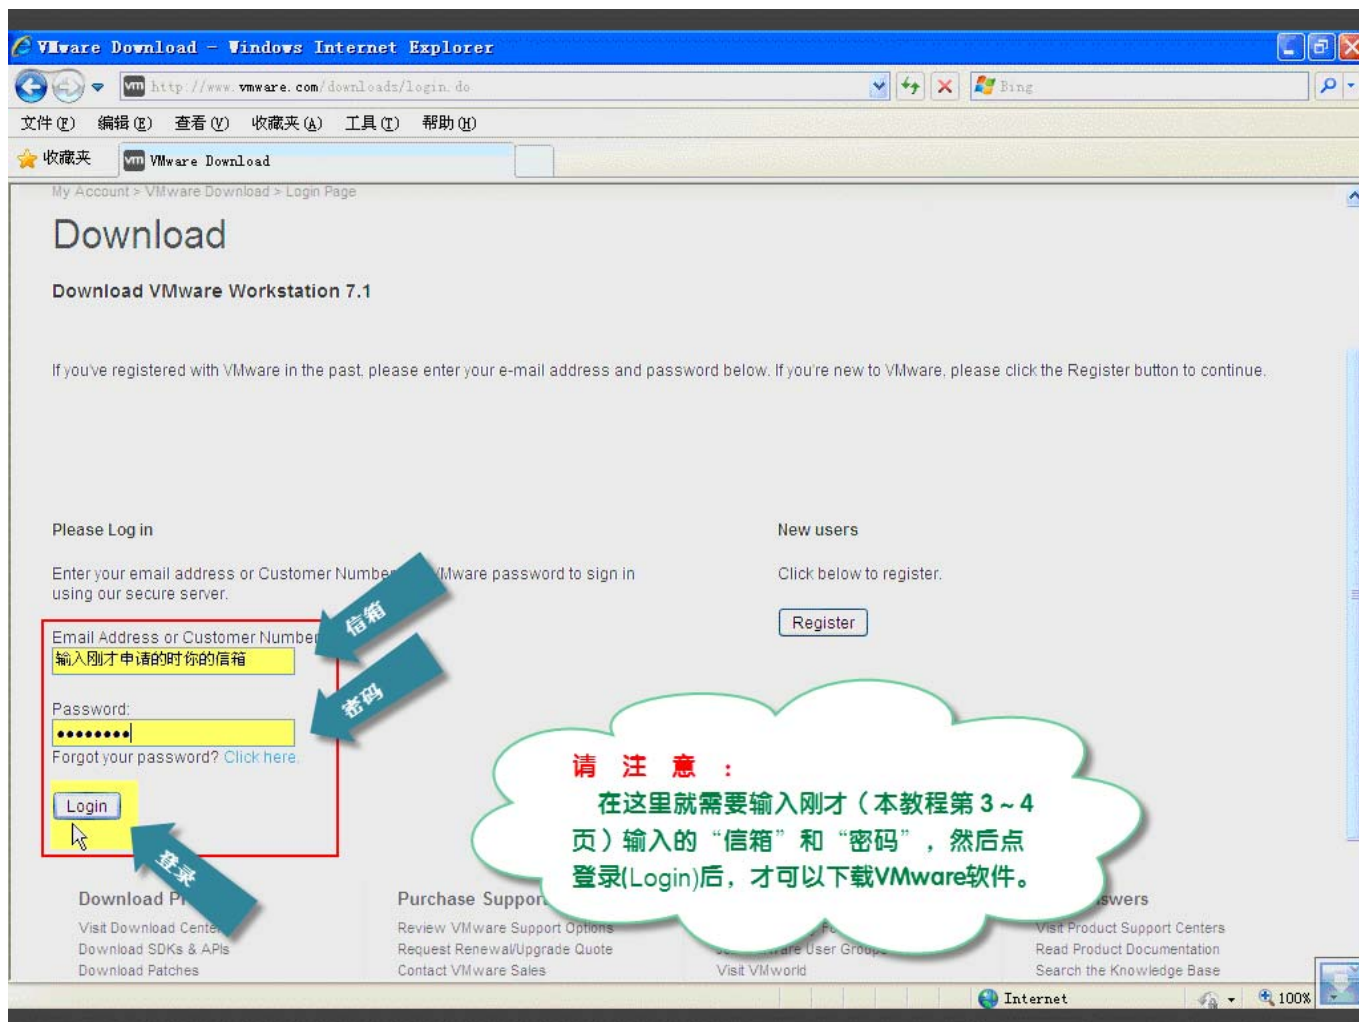 VMware Download - Windows Internet Explorer
http://www.vmware.com/downloads/login.do
Bing
文件(F) 编辑(E) 查看(V) 收藏夹(A) 工具(T) 帮助(H)
收藏夹 VMware Download
My Account > VMware Download > Login Page
Download
Download VMware Workstation 7.1
If you've registered with VMware in the past, please enter your e-mail address and password below. If you're new to VMware, please click the Register button to continue.
Please Log in
Enter your email address or Customer Number VMware password to sign in
using our secure server.
Email Address or Customer Number
输入刚才申请的时你的信箱
信箱
Password:
密码
Forgot your password? Click here.
Login
登录
New users
Click below to register.
Register
请 注 意 ：
在这里就需要输入刚才（本教程第 3～4
页）输入的“信箱”和“密码”，然后点
登录(Login)后，才可以下载VMware软件。
Download
Visit Download Cente
Download SDKs & APIs
Download Patches
Purchase Suppor
Review VMware Support Options
Request Renewal/Upgrade Quote
Contact VMware Sales
User Groups
Visit VMworld
swers
Visit Product Support Centers
Read Product Documentation
Search the Knowledge Base
Internet
100%